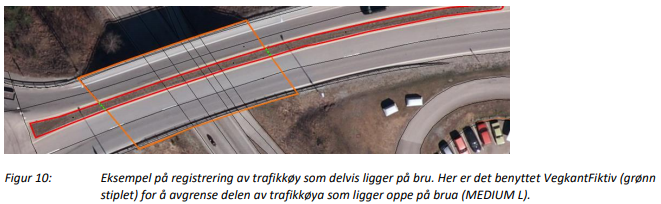 Figur 10: Eksempel på registrering av trafikkøy som delvis ligger på bru. Her er det benyttet VegkantFiktiv (grønn
stiplet) for å avgrense delen av trafikkøya som ligger oppe på brua (MEDIUM L).